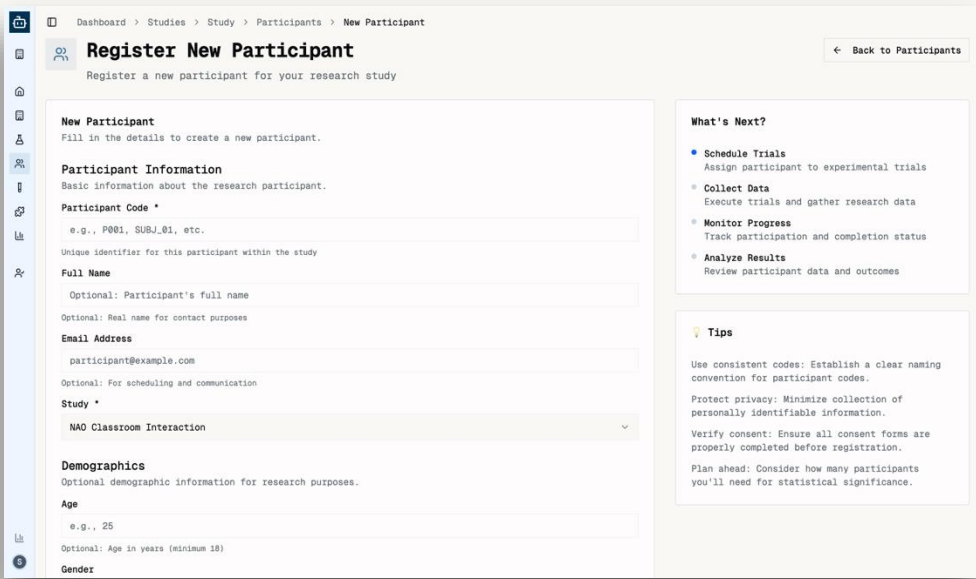 Dashboard > Studies > Study > Participants > New Participant
Register New Participant
Register a new participant for your research study
← Back to Participants
New Participant
Fill in the details to create a new participant.
Participant Information
Basic information about the research participant.
Participant Code *
e.g., P001, SUBJ_01, etc.
Unique identifier for this participant within the study
Full Name
Optional: Participant's full name
Optional: Real name for contact purposes
Email Address
participant@example.com
Optional: For scheduling and communication
Study *
NAO Classroom Interaction
Demographics
Optional demographic information for research purposes.
Age
e.g., 25
Optional: Age in years (minimum 18)
Gender
What's Next?
Schedule Trials
Assign participant to experimental trials
Collect Data
Execute trials and gather research data
Monitor Progress
Track participation and completion status
Analyze Results
Review participant data and outcomes
Tips
Use consistent codes: Establish a clear naming
convention for participant codes.
Protect privacy: Minimize collection of
personally identifiable information.
Verify consent: Ensure all consent forms are
properly completed before registration.
Plan ahead: Consider how many participants
you'll need for statistical significance.
S